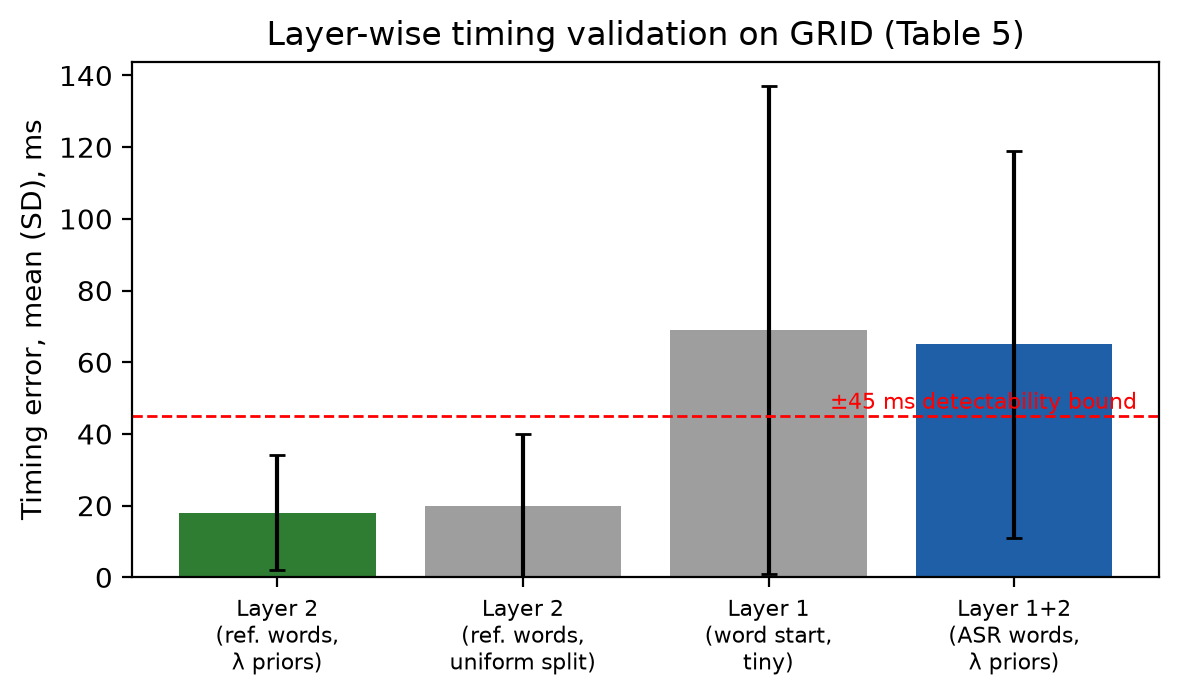 Layer-wise timing validation on GRID (Table 5)
Timing error, mean (SD), ms
140
120
100
80
60
40
20
0
±45 ms detectability bound
Layer 2
(ref. words,
λ priors)
Layer 2
(ref. words,
uniform split)
Layer 1
(word start,
tiny)
Layer 1+2
(ASR words,
λ priors)